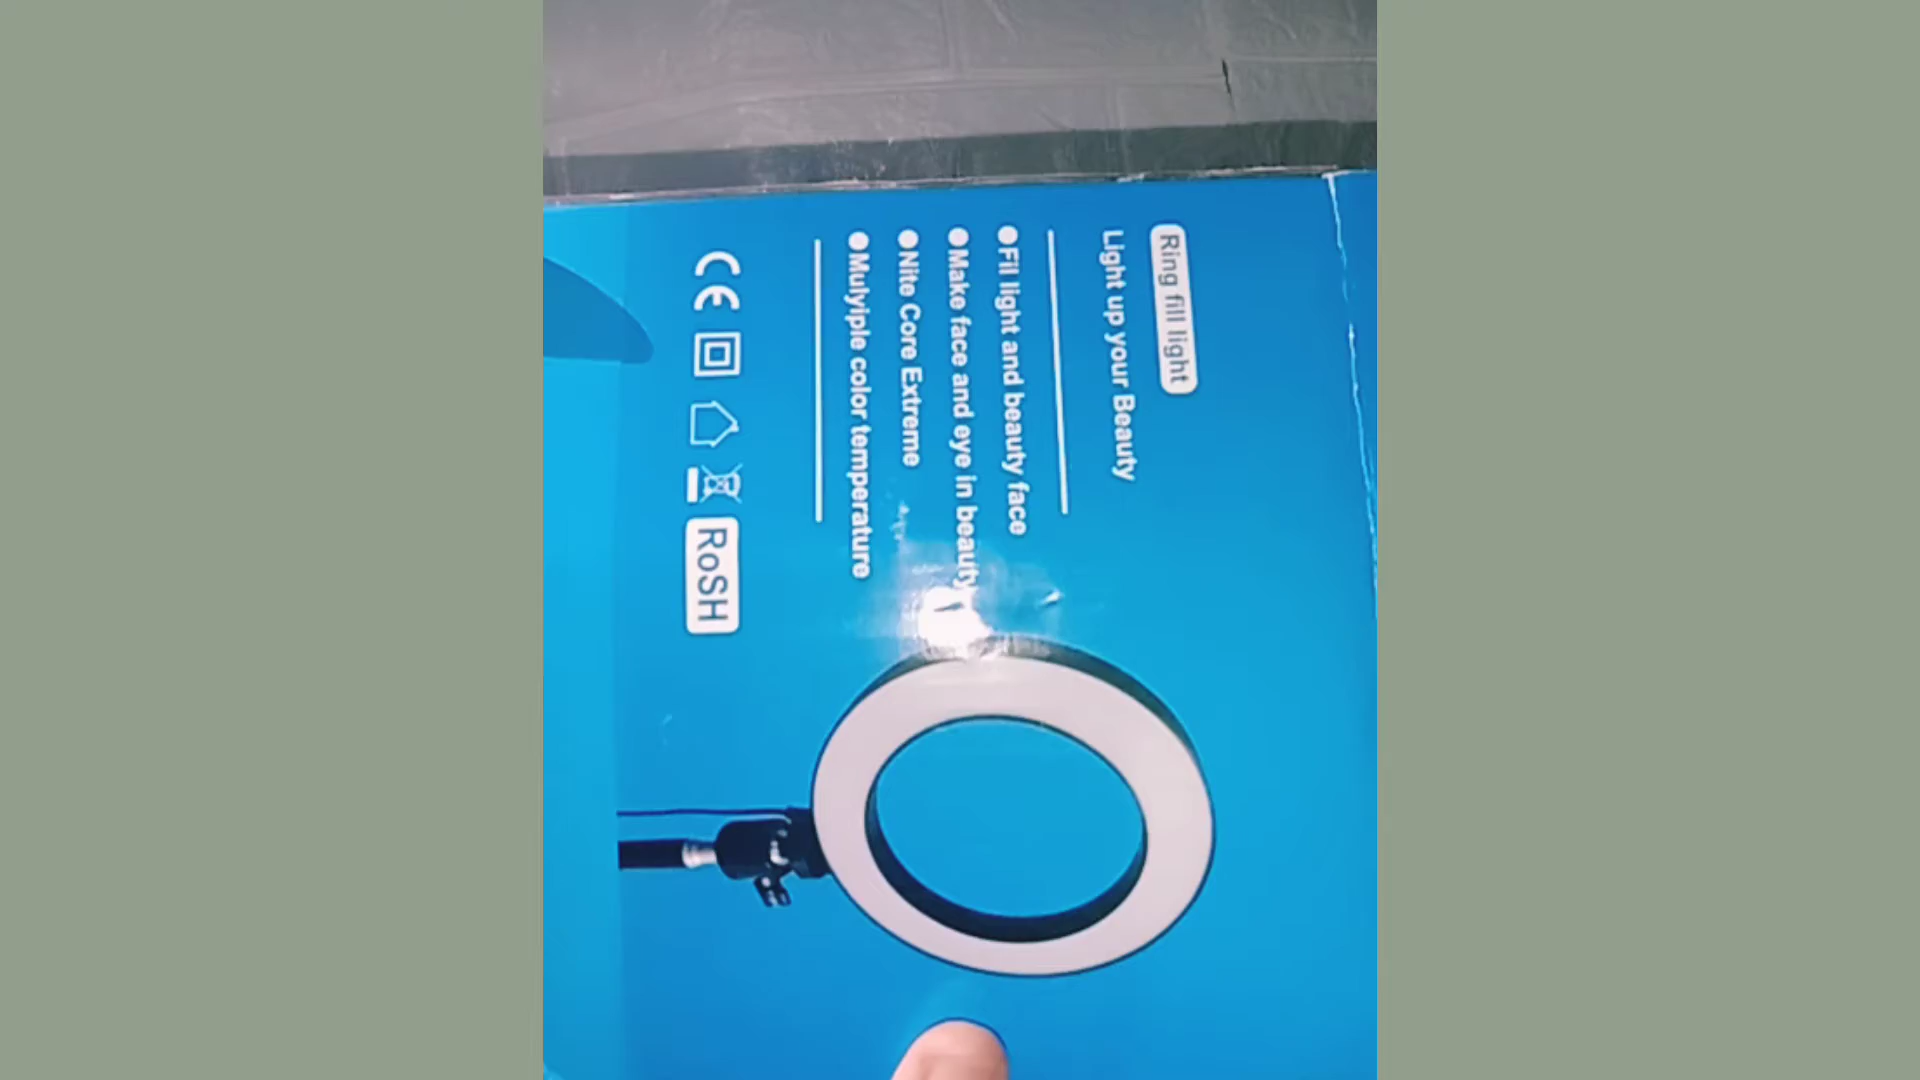 Ring fill light
Light up your Beauty
●Fil light and beauty face
●Make face and eye in beauty
●Nite Core Extreme
●Mulyiple color temperature
CE
RoSH